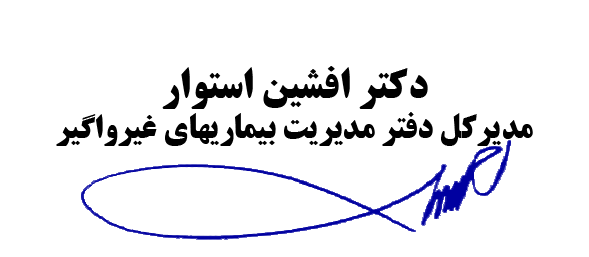 دکتر افشین استوار
مدیرکل دفتر مدیریت بیماریهای غیرواگیر